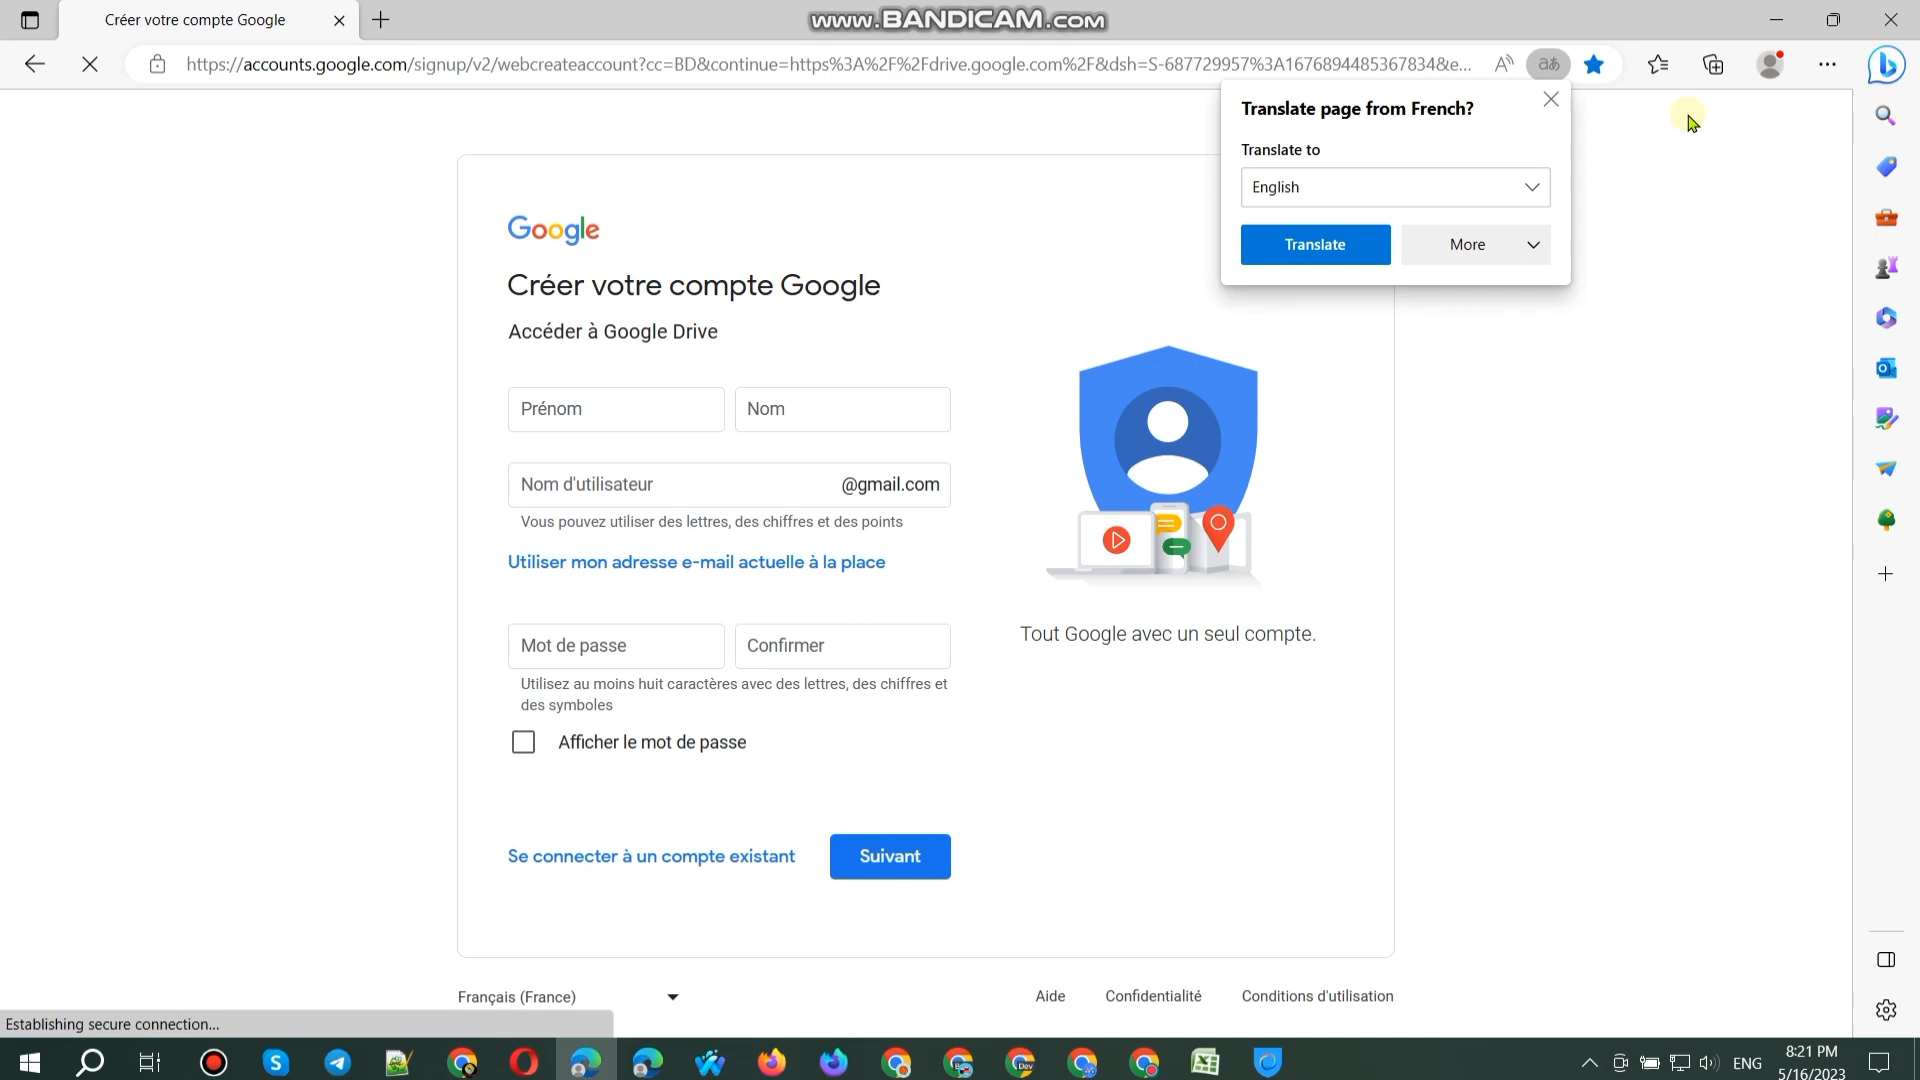 Créer votre compte Google
www.BANDICAM.com
https://accounts.google.com/signup/v2/webcreateaccount?cc=BD&continue=https%3A%2F%2Fdrive.google.com%2F&dsh=S-687729957%3A1676894485367834&e...
Translate page from French?
Translate to
English
Translate
More
Google
Créer votre compte Google
Accéder à Google Drive
Prénom
Nom
Nom d'utilisateur
@gmail.com
Vous pouvez utiliser des lettres, des chiffres et des points
Utiliser mon adresse e-mail actuelle à la place
Mot de passe
Confirmer
Utilisez au moins huit caractères avec des lettres, des chiffres et
des symboles
Afficher le mot de passe
Tout Google avec un seul compte.
Se connecter à un compte existant
Suivant
Français (France)
Aide
Confidentialité
Conditions d'utilisation
Establishing secure connection...
ENG
8:21 PM
5/16/2023